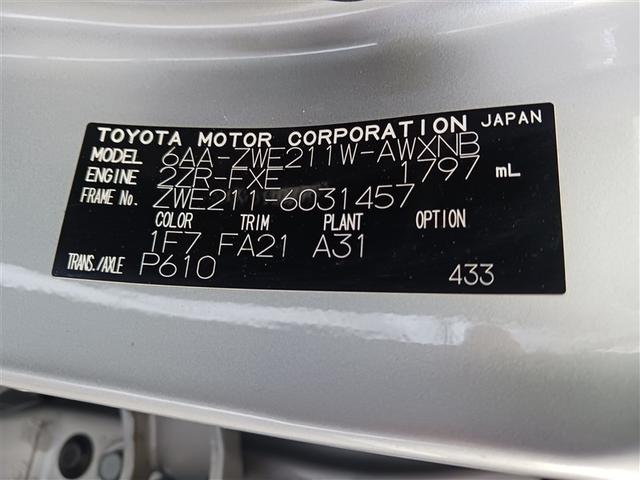 TOYOTA MOTOR CORPORATION JAPAN
MODEL 6AA-ZWE211W-AWXNB
ENGINE 2ZR-FXE 1797 mL
FRAME No. ZWE211-6031457
COLOR TRIM PLANT OPTION
1F7 FA21 A31
TRANS./AXLE P610 433